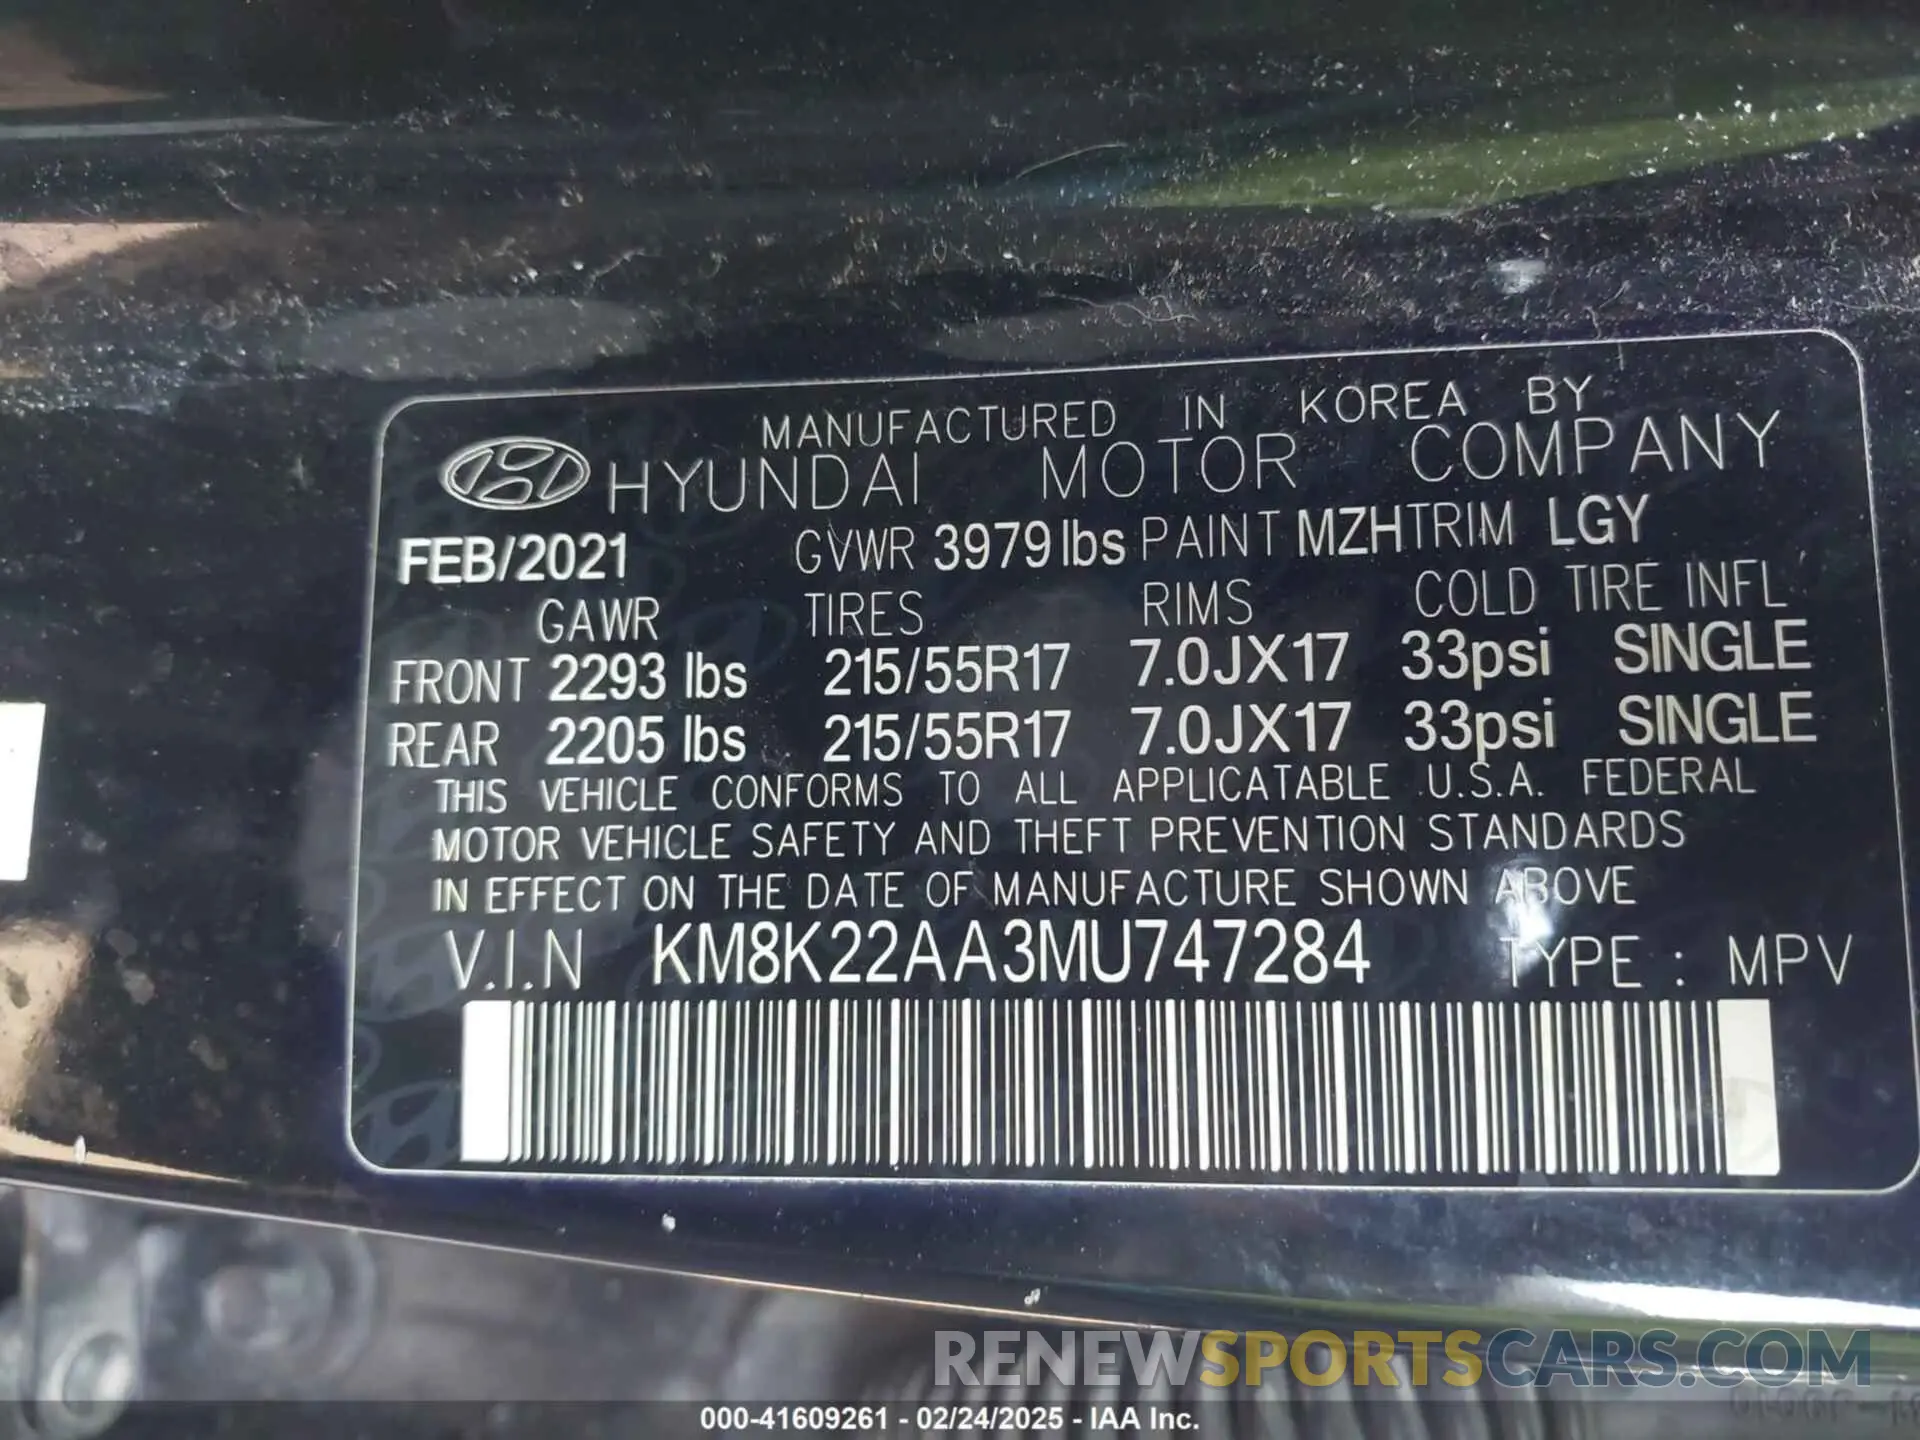 MANUFACTURED IN KOREA BY
HYUNDAI MOTOR COMPANY
FEB/2021 GVWR 3979lbs PAINT MZH TRIM LGY
GAWR TIRES RIMS COLD TIRE INFL
FRONT 2293 lbs 215/55R17 7.0JX17 33psi SINGLE
REAR 2205 lbs 215/55R17 7.0JX17 33psi SINGLE
THIS VEHICLE CONFORMS TO ALL APPLICATABLE U.S.A. FEDERAL
MOTOR VEHICLE SAFETY AND THEFT PREVENTION STANDARDS
IN EFFECT ON THE DATE OF MANUFACTURE SHOWN ABOVE
V.I.N KM8K22AA3MU747284 TYPE : MPV
RENEWSPORTSCARS.COM
000-41609261 - 02/24/2025 - IAA Inc.